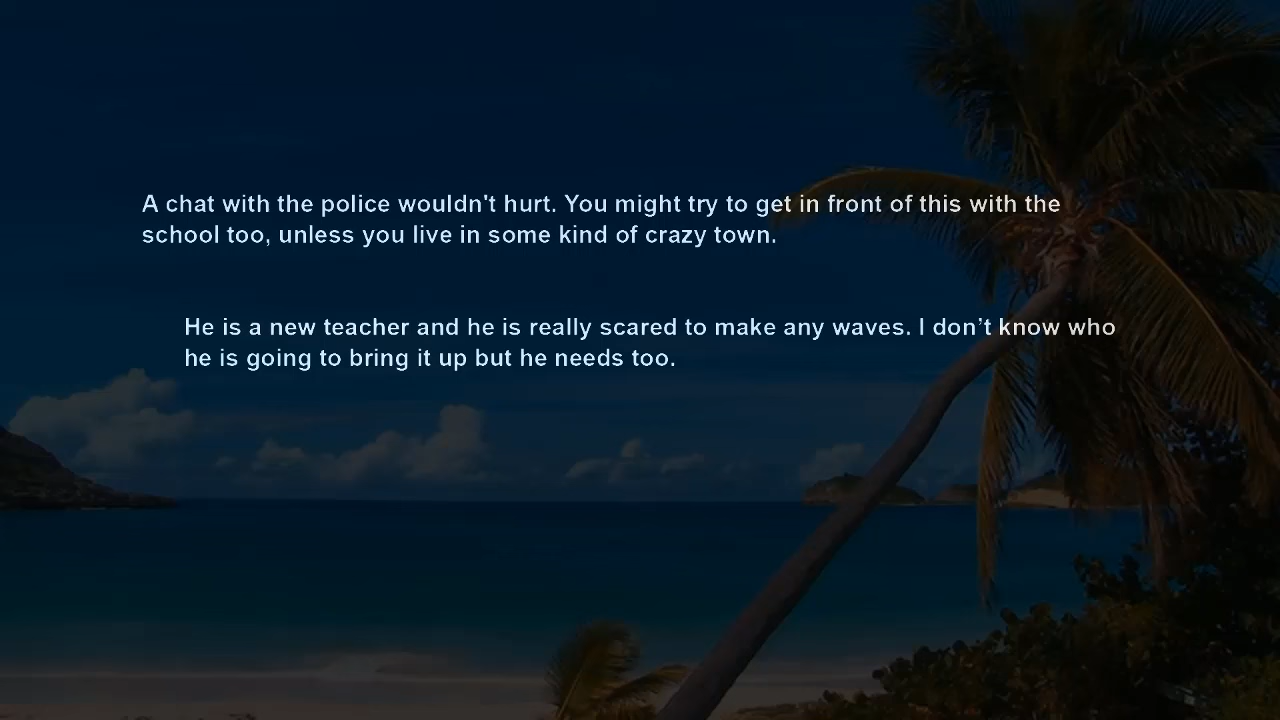 A chat with the police wouldn't hurt. You might try to get in front of this with the
school too, unless you live in some kind of crazy town.
He is a new teacher and he is really scared to make any waves. I don’t know who
he is going to bring it up but he needs too.